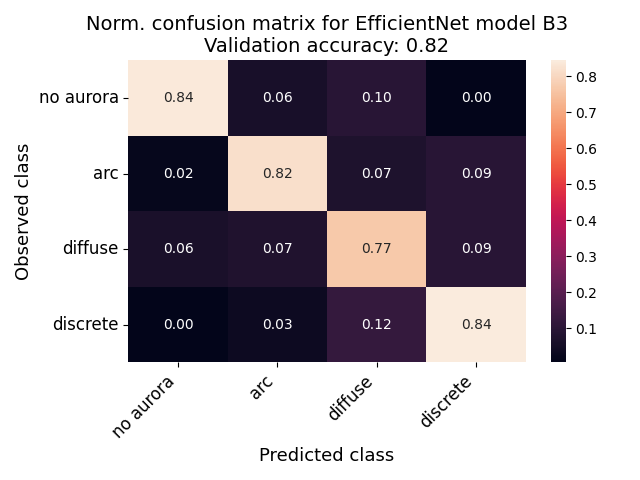 Norm. confusion matrix for EfficientNet model B3
Validation accuracy: 0.82
Observed class
no aurora 0.84 0.06 0.10 0.00
arc 0.02 0.82 0.07 0.09
diffuse 0.06 0.07 0.77 0.09
discrete 0.00 0.03 0.12 0.84
no aurora arc diffuse discrete
Predicted class
0.8
0.7
0.6
0.5
0.4
0.3
0.2
0.1